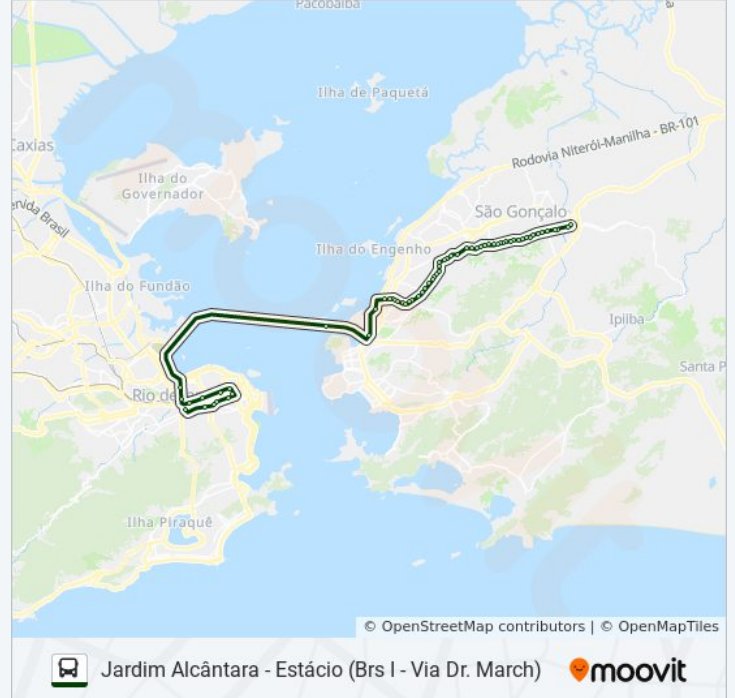 Pacobaíba
Ilha de Paquetá
Caxias
Rodovia Niterói-Manilha - BR-101
Ilha do
Governador
enida Brasil
São Gonçalo
Ilha do Engenho
Ilha do Fundão
Ipiíba
Santa P
Rio de
Ilha Piraquê
© OpenStreetMap contributors | © OpenMapTiles
Jardim Alcântara - Estácio (Brs I - Via Dr. March)
moovit